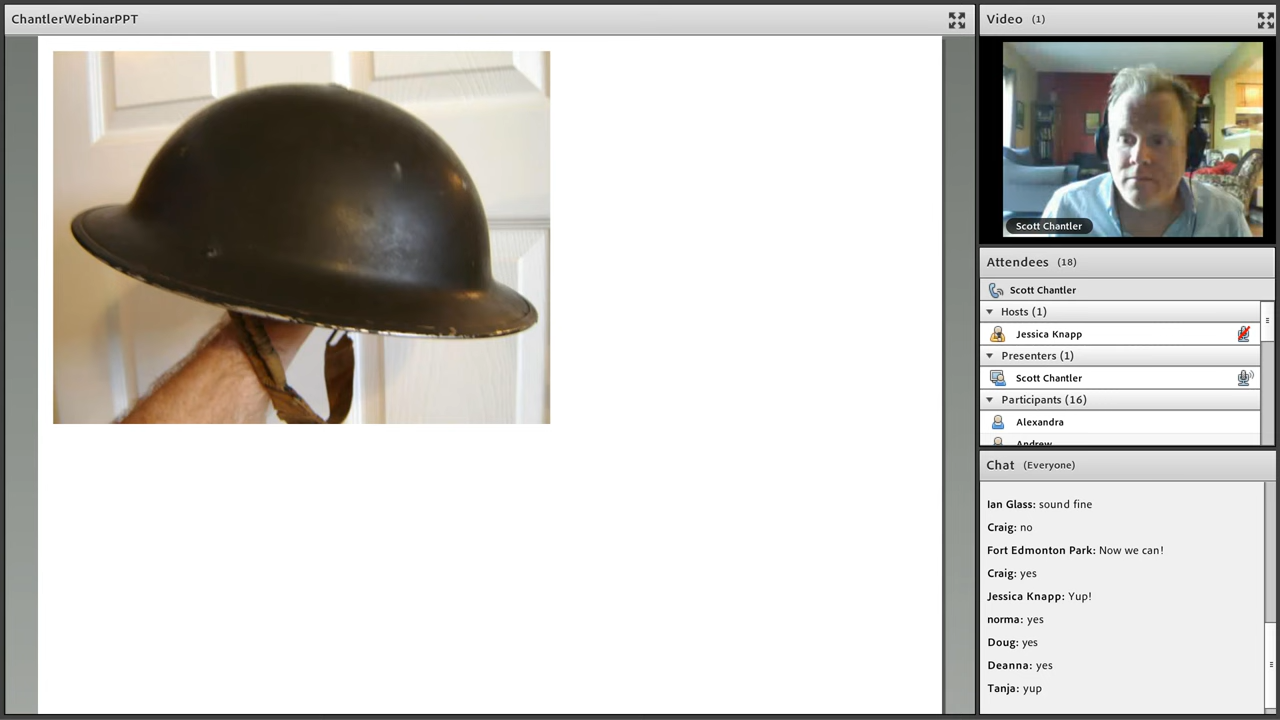 ChantlerWebinarPPT
Video (1)
Scott Chantler
Attendees (18)
Scott Chantler
Hosts (1)
Jessica Knapp
Presenters (1)
Scott Chantler
Participants (16)
Alexandra
Andrew
Chat (Everyone)
Ian Glass: sound fine
Craig: no
Fort Edmonton Park: Now we can!
Craig: yes
Jessica Knapp: Yup!
norma: yes
Doug: yes
Deanna: yes
Tanja: yup